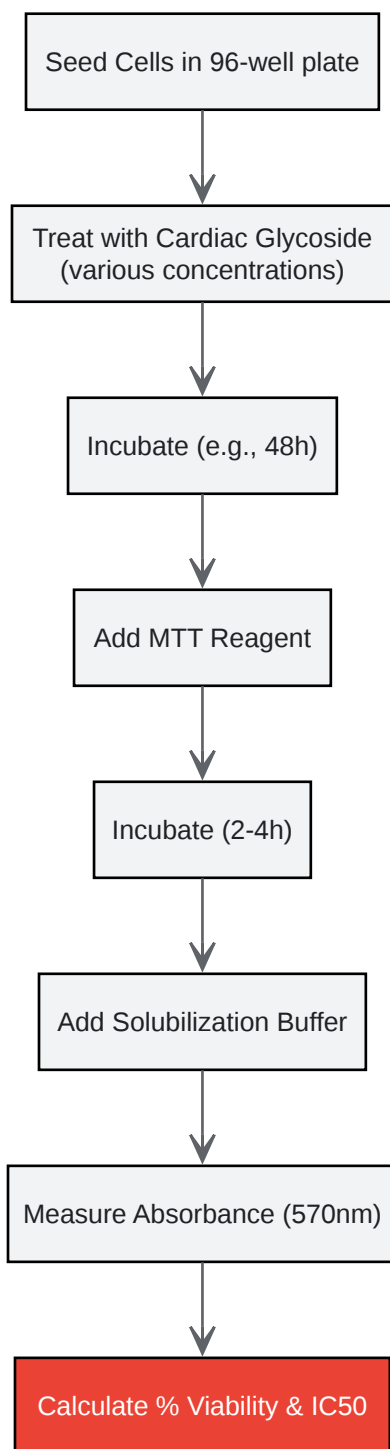 Seed Cells in 96-well plate
Treat with Cardiac Glycoside
(various concentrations)
Incubate (e.g., 48h)
Add MTT Reagent
Incubate (2-4h)
Add Solubilization Buffer
Measure Absorbance (570nm)
Calculate % Viability & IC50